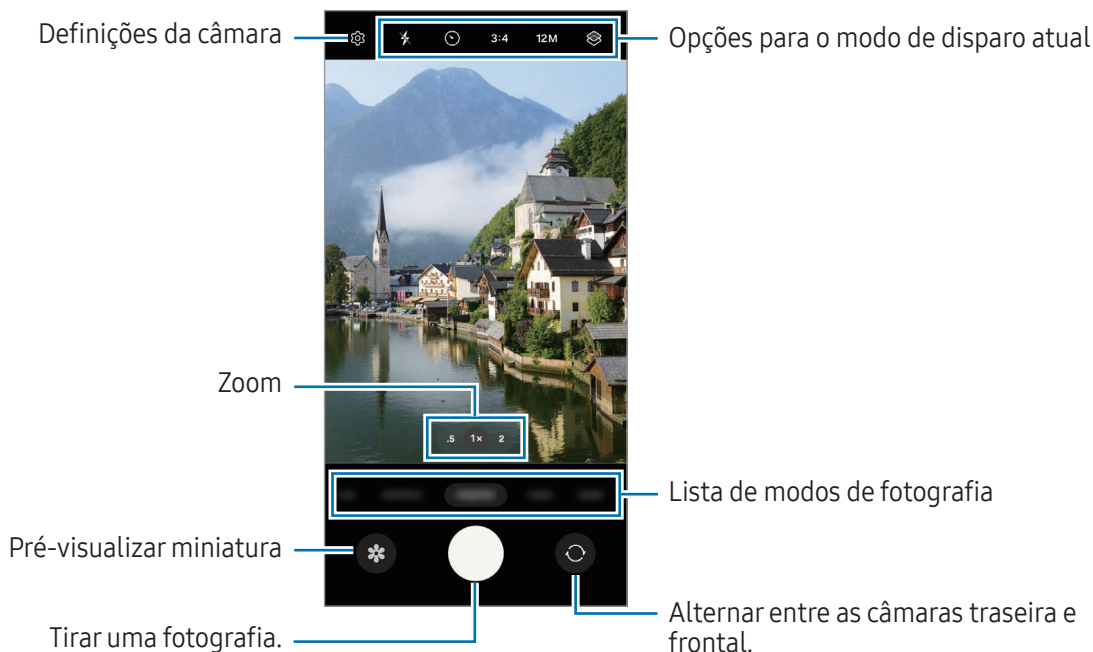 Definições da câmara
3:4 12M
Opções para o modo de disparo atual
Zoom
.5 1× 2
Lista de modos de fotografia
Pré-visualizar miniatura
Tirar uma fotografia.
Alternar entre as câmaras traseira e
frontal.